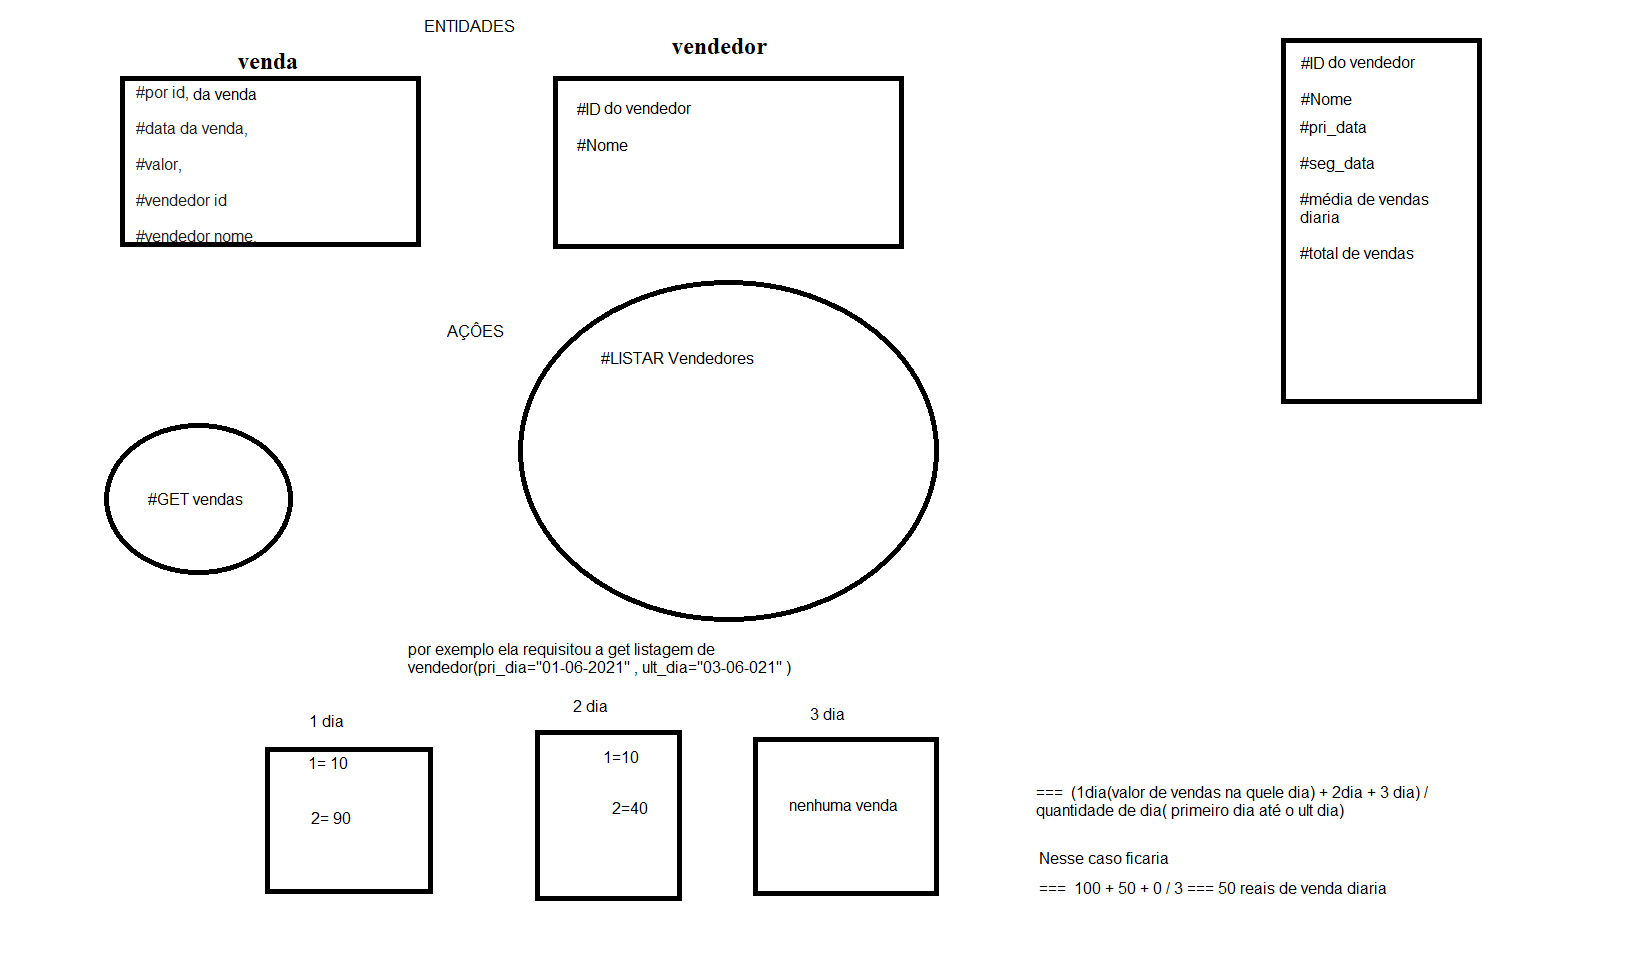 ENTIDADES
venda
#por id, da venda
#data da venda,
#valor,
#vendedor id
#vendedor nome.
vendedor
#ID do vendedor
#Nome
#ID do vendedor
#Nome
#pri_data
#seg_data
#média de vendas
diaria
#total de vendas
AÇÔES
#LISTAR Vendedores
#GET vendas
por exemplo ela requisitou a get listagem de
vendedor(pri_dia="01-06-2021" , ult_dia="03-06-021" )
1 dia
1= 10
2= 90
2 dia
1=10
2=40
3 dia
nenhuma venda
=== (1dia(valor de vendas na quele dia) + 2dia + 3 dia) /
quantidade de dia( primeiro dia até o ult dia)
Nesse caso ficaria
=== 100 + 50 + 0 / 3 === 50 reais de venda diaria